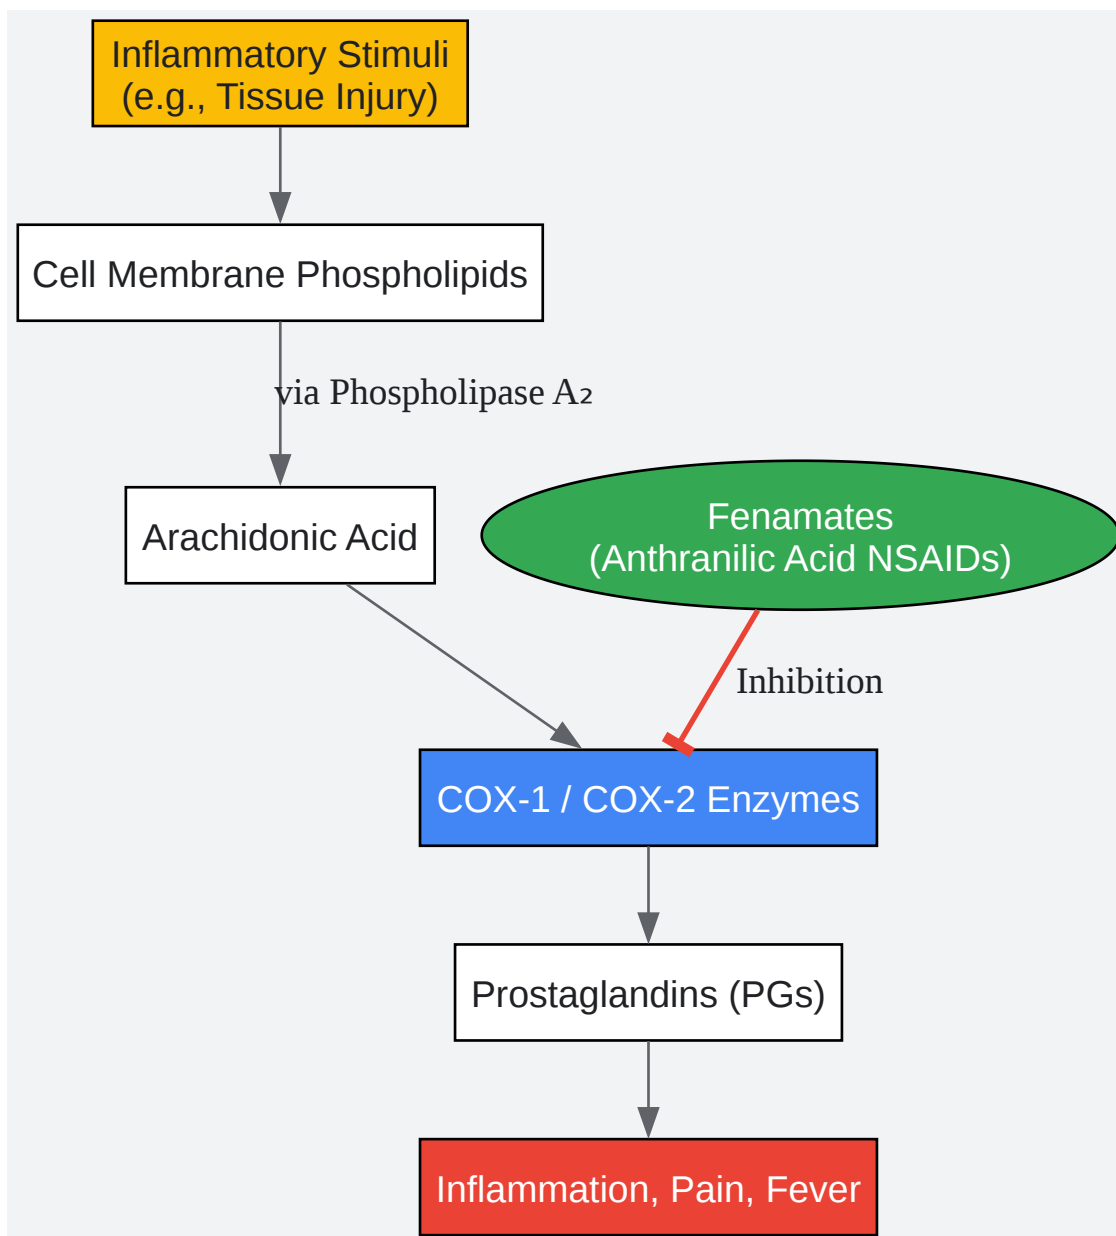 Inflammatory Stimuli
(e.g., Tissue Injury)
Cell Membrane Phospholipids
via Phospholipase A₂
Arachidonic Acid
Fenamates
(Anthranilic Acid NSAIDs)
Inhibition
COX-1 / COX-2 Enzymes
Prostaglandins (PGs)
Inflammation, Pain, Fever